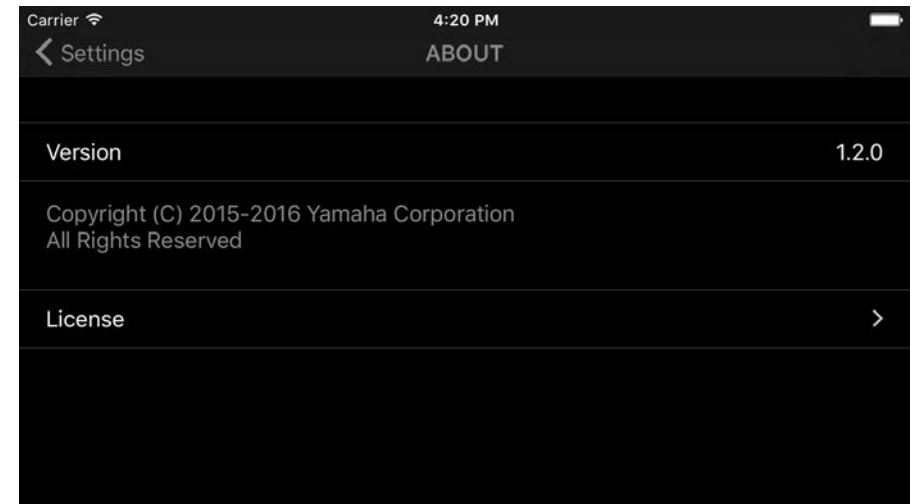 Carrier 4:20 PM
Settings ABOUT
Version 1.2.0
Copyright (C) 2015-2016 Yamaha Corporation
All Rights Reserved
License